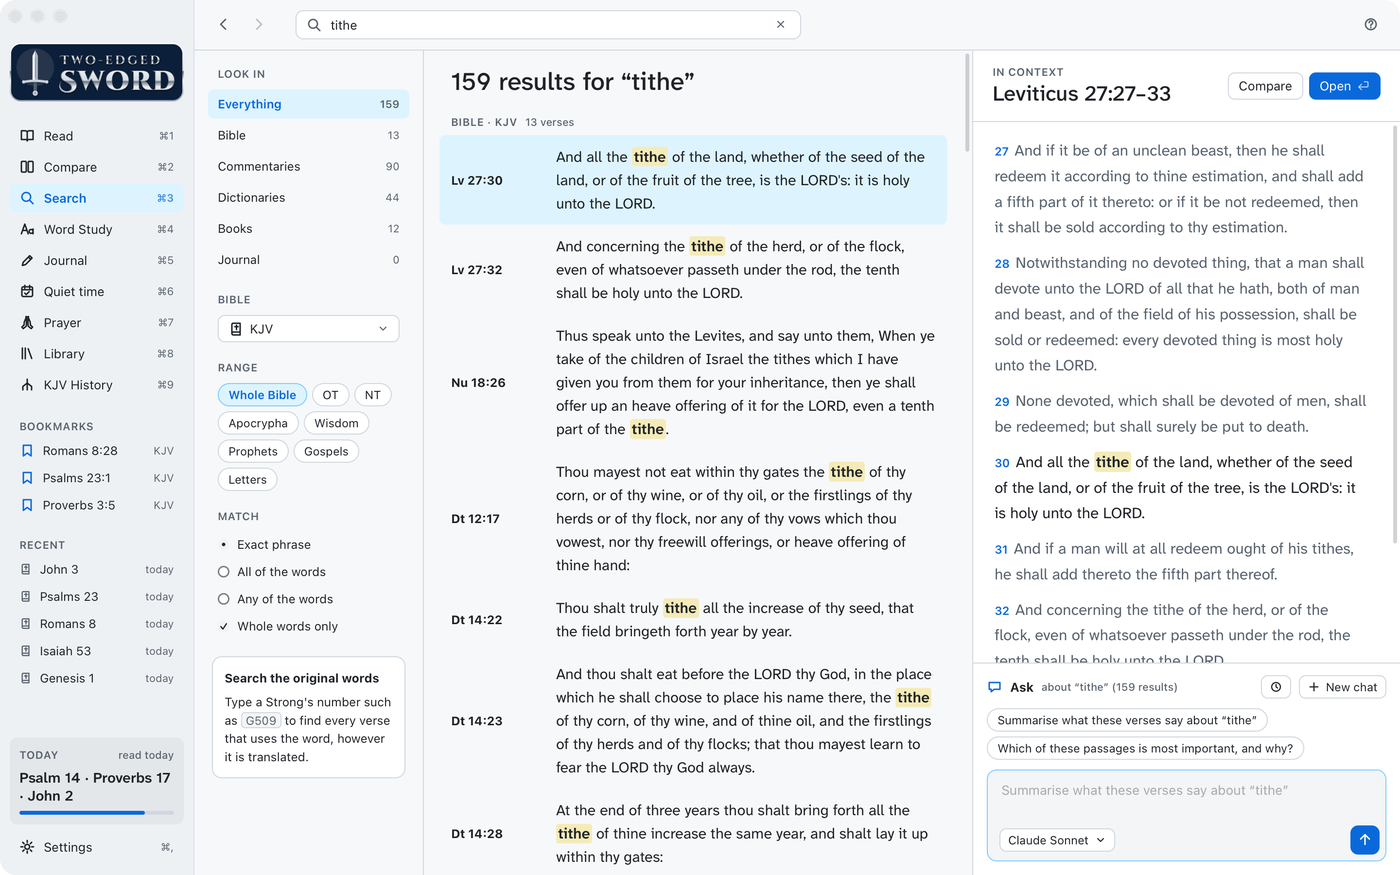 TWO-EDGED
SWORD
Read ⌘1
Compare ⌘2
Search ⌘3
Word Study ⌘4
Journal ⌘5
Quiet time ⌘6
Prayer ⌘7
Library ⌘8
KJV History ⌘9
BOOKMARKS
Romans 8:28 KJV
Psalms 23:1 KJV
Proverbs 3:5 KJV
RECENT
John 3 today
Psalms 23 today
Romans 8 today
Isaiah 53 today
Genesis 1 today
TODAY read today
Psalm 14 · Proverbs 17
· John 2
Settings ⌘,
tithe
LOOK IN
Everything 159
Bible 13
Commentaries 90
Dictionaries 44
Books 12
Journal 0
BIBLE
KJV
RANGE
Whole Bible OT NT
Apocrypha Wisdom
Prophets Gospels
Letters
MATCH
Exact phrase
All of the words
Any of the words
Whole words only
Search the original words
Type a Strong's number such
as G509 to find every verse
that uses the word, however
it is translated.
159 results for “tithe”
BIBLE · KJV 13 verses
Lv 27:30
And all the tithe of the land, whether of the seed of the
land, or of the fruit of the tree, is the LORD's: it is holy
unto the LORD.
Lv 27:32
And concerning the tithe of the herd, or of the flock,
even of whatsoever passeth under the rod, the tenth
shall be holy unto the LORD.
Nu 18:26
Thus speak unto the Levites, and say unto them, When ye
take of the children of Israel the tithes which I have
given you from them for your inheritance, then ye shall
offer up an heave offering of it for the LORD, even a tenth
part of the tithe.
Dt 12:17
Thou mayest not eat within thy gates the tithe of thy
corn, or of thy wine, or of thy oil, or the firstlings of thy
herds or of thy flock, nor any of thy vows which thou
vowest, nor thy freewill offerings, or heave offering of
thine hand:
Dt 14:22
Thou shalt truly tithe all the increase of thy seed, that
the field bringeth forth year by year.
Dt 14:23
And thou shalt eat before the LORD thy God, in the place
which he shall choose to place his name there, the tithe
of thy corn, of thy wine, and of thine oil, and the firstlings
of thy herds and of thy flocks; that thou mayest learn to
fear the LORD thy God always.
Dt 14:28
At the end of three years thou shalt bring forth all the
tithe of thine increase the same year, and shalt lay it up
within thy gates:
IN CONTEXT
Leviticus 27:27–33
Compare
Open
27 And if it be of an unclean beast, then he shall
redeem it according to thine estimation, and shall add
a fifth part of it thereto: or if it be not redeemed, then
it shall be sold according to thy estimation.
28 Notwithstanding no devoted thing, that a man shall
devote unto the LORD of all that he hath, both of man
and beast, and of the field of his possession, shall be
sold or redeemed: every devoted thing is most holy
unto the LORD.
29 None devoted, which shall be devoted of men, shall
be redeemed; but shall surely be put to death.
30 And all the tithe of the land, whether of the seed
of the land, or of the fruit of the tree, is the LORD's: it
is holy unto the LORD.
31 And if a man will at all redeem ought of his tithes,
he shall add thereto the fifth part thereof.
32 And concerning the tithe of the herd, or of the
flock, even of whatsoever passeth under the rod, the
tenth shall be holy unto the LORD.
Ask about “tithe” (159 results)
+ New chat
Summarise what these verses say about “tithe”
Which of these passages is most important, and why?
Summarise what these verses say about “tithe”
Claude Sonnet